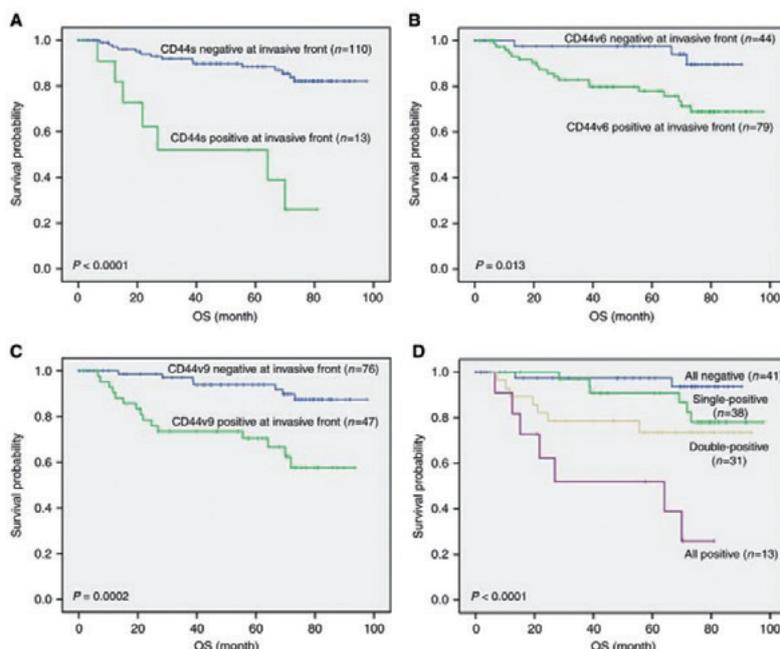 A
CD44s negative at invasive front (n=110)
CD44s positive at invasive front (n=13)
P < 0.0001
Survival probability
1.0
0.8
0.6
0.4
0.2
0.0
0
20
40
60
80
100
OS (month)
B
CD44v6 negative at invasive front (n=44)
CD44v6 positive at invasive front (n=79)
P = 0.013
Survival probability
1.0
0.8
0.6
0.4
0.2
0.0
0
20
40
60
80
100
OS (month)
C
CD44v9 negative at invasive front (n=76)
CD44v9 positive at invasive front (n=47)
P = 0.0002
Survival probability
1.0
0.8
0.6
0.4
0.2
0.0
0
20
40
60
80
100
OS (month)
D
All negative (n=41)
Single-positive
(n=38)
Double-positive
(n=31)
All positive (n=13)
P < 0.0001
Survival probability
1.0
0.8
0.6
0.4
0.2
0.0
0
20
40
60
80
100
OS (month)